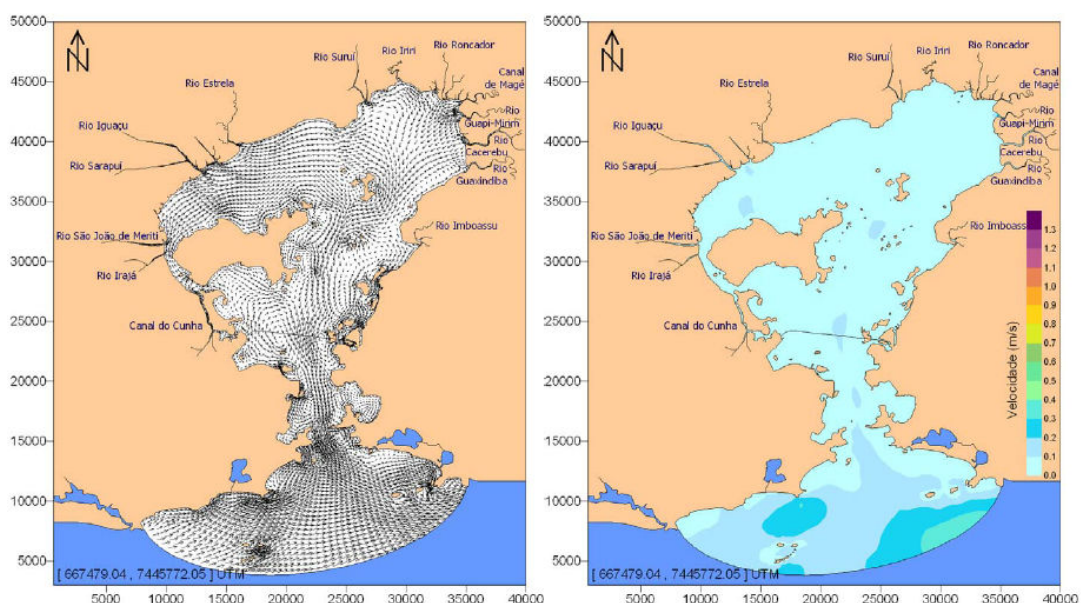 50000
45000
40000
35000
30000
25000
20000
15000
10000
5000
N
Rio Suruí
Rio Iriri
Rio Roncador
Canal
de Magé
Rio
Guapi-Mirim
Rio
Cacerebu
Rio
Guaxindiba
Rio Estrela
Rio Iguaçu
Rio Sarapuí
Rio São João de Meriti
Rio Irajá
Canal do Cunha
Rio Imboassu
[ 667479.04 , 7445772.05 ] UTM
5000 10000 15000 20000 25000 30000 35000 40000
50000
45000
40000
35000
30000
25000
20000
15000
10000
5000
N
Rio Suruí
Rio Iriri
Rio Roncador
Canal
de Magé
Rio
Guapi-Mirim
Rio
Cacerebu
Rio
Guaxindiba
Rio Estrela
Rio Iguaçu
Rio Sarapuí
Rio São João de Meriti
Rio Irajá
Canal do Cunha
Rio Imboass
Velocidade (m/s)
1.3
1.2
1.1
1.0
0.9
0.8
0.7
0.6
0.5
0.4
0.3
0.2
0.1
0.0
[ 667479.04 , 7445772.05 ] UTM
5000 10000 15000 20000 25000 30000 35000 40000